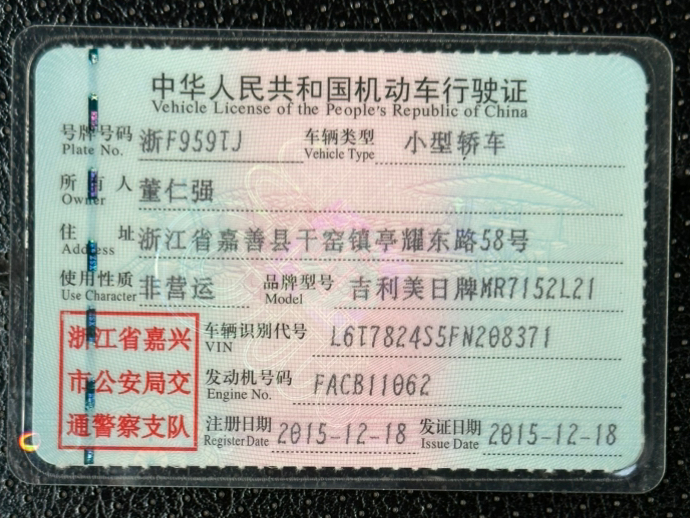 中华人民共和国机动车行驶证
Vehicle License of the People's Republic of China
号牌号码 浙F959TJ 车辆类型 小型轿车
Plate No. Vehicle Type
所有人 董仁强
Owner
住址 浙江省嘉善县干窑镇亭耀东路58号
Address
使用性质 非营运 品牌型号 吉利美日牌MR7152L21
Use Character Model
浙江省嘉兴
市公安局交
通警察支队
车辆识别代号 L6T7824S5FN208371
VIN
发动机号码 FACB11062
Engine No.
注册日期 2015-12-18 发证日期 2015-12-18
Register Date Issue Date